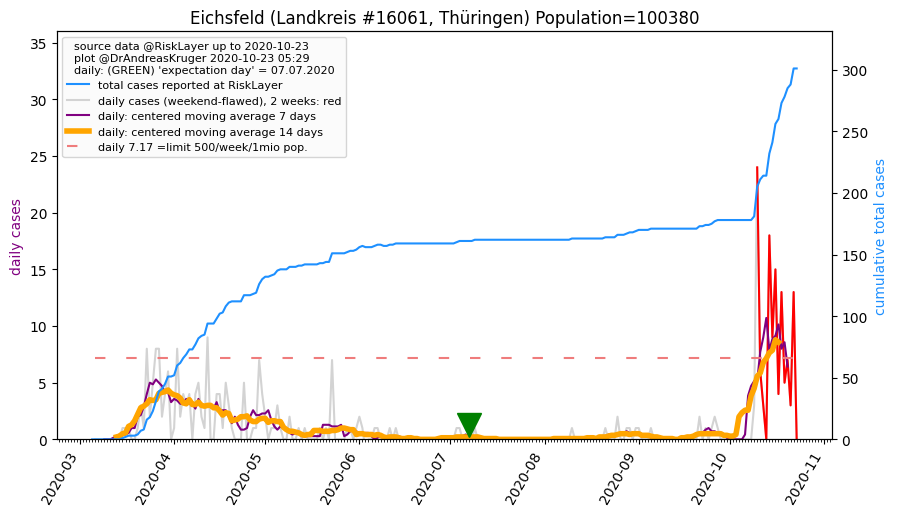 Eichsfeld (Landkreis #16061, Thüringen) Population=100380
source data @RiskLayer up to 2020-10-23
plot @DrAndreasKruger 2020-10-23 05:29
daily: (GREEN) 'expectation day' = 07.07.2020
total cases reported at RiskLayer
daily cases (weekend-flawed), 2 weeks: red
daily: centered moving average 7 days
daily: centered moving average 14 days
daily 7.17 =limit 500/week/1mio pop.
daily cases
35
30
25
20
15
10
5
0
cumulative total cases
300
250
200
150
100
50
0
2020-03
2020-04
2020-05
2020-06
2020-07
2020-08
2020-09
2020-10
2020-11